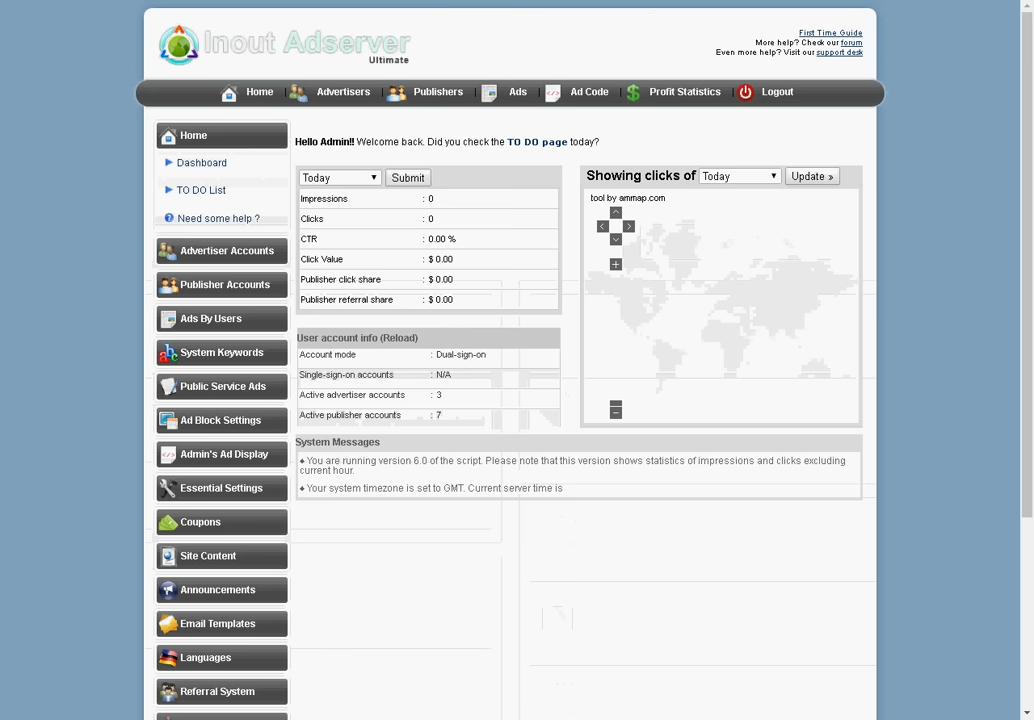 Inout Adserver
Ultimate
First Time Guide
More help? Check our forum
Even more help? Visit our support desk
Home
Advertisers
Publishers
Ads
Ad Code
Profit Statistics
Logout
Home
Dashboard
TO DO List
Need some help ?
Advertiser Accounts
Publisher Accounts
Ads By Users
System Keywords
Public Service Ads
Ad Block Settings
Admin's Ad Display
Essential Settings
Coupons
Site Content
Announcements
Email Templates
Languages
Referral System
Hello Admin!! Welcome back. Did you check the TO DO page today?
Today Submit
Impressions : 0
Clicks : 0
CTR : 0.00 %
Click Value : $ 0.00
Publisher click share : $ 0.00
Publisher referral share : $ 0.00
User account info (Reload)
Account mode : Dual-sign-on
Single-sign-on accounts : N/A
Active advertiser accounts : 3
Active publisher accounts : 7
Showing clicks of Today Update »
tool by ammap.com
System Messages
You are running version 6.0 of the script. Please note that this version shows statistics of impressions and clicks excluding
current hour.
Your system timezone is set to GMT. Current server time is